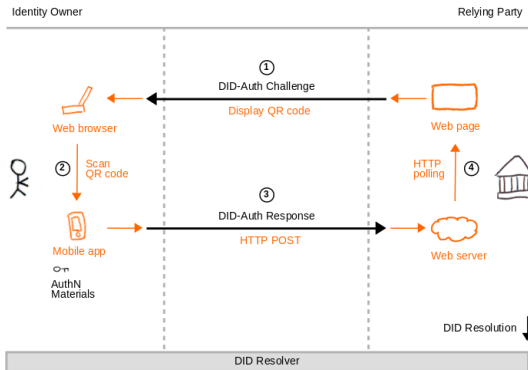 Identity Owner
Relying Party
1
DID-Auth Challenge
Display QR code
Web browser
Web page
2
Scan
QR code
HTTP
polling
4
3
DID-Auth Response
HTTP POST
Mobile app
Web server
AuthN
Materials
DID Resolution
DID Resolver